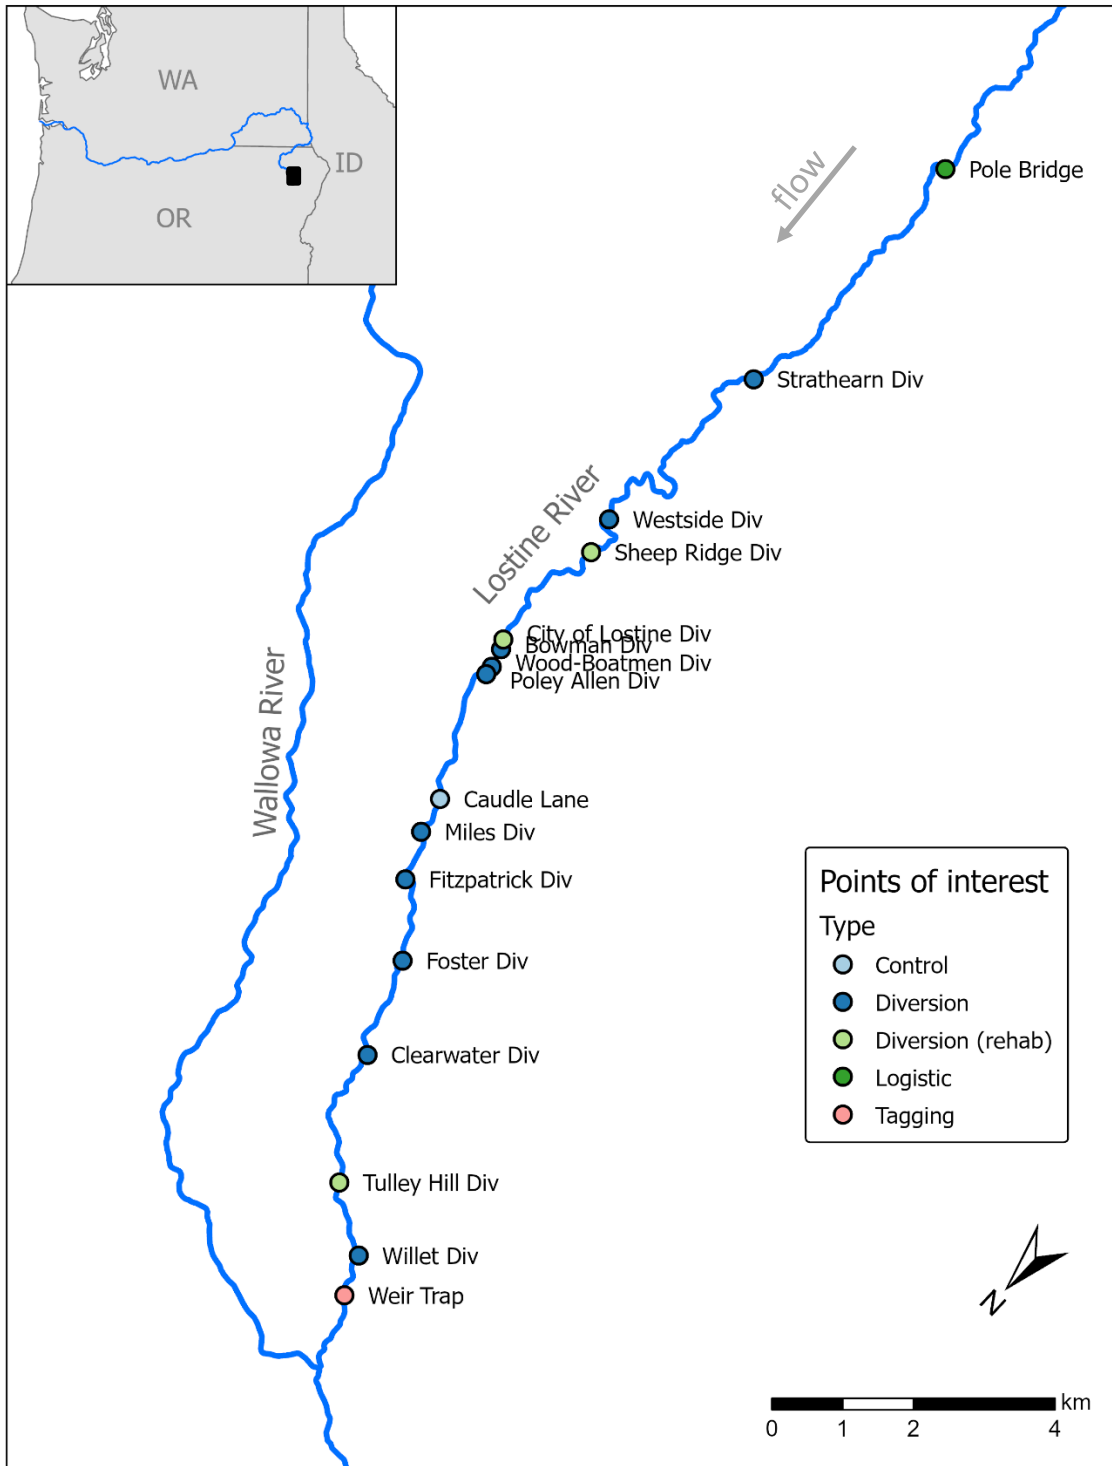 WA
ID
OR
flow
Pole Bridge
Strathearn Div
Lostine River
Westside Div
Sheep Ridge Div
City of Lostine Div
Bowman Div
Wood-Boatmen Div
Poley Allen Div
Wallowa River
Caudle Lane
Miles Div
Fitzpatrick Div
Foster Div
Clearwater Div
Tulley Hill Div
Willet Div
Weir Trap
Points of interest
Type
Control
Diversion
Diversion (rehab)
Logistic
Tagging
N
km
0 1 2 4